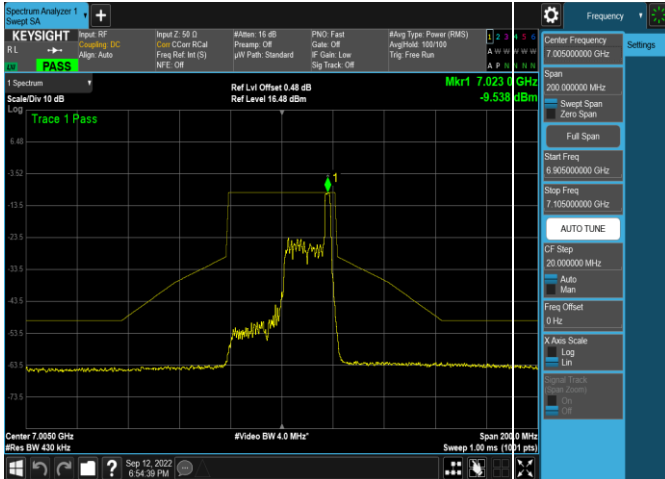 Spectrum Analyzer 1
Swept SA
+
Frequency
KEYSIGHT
Input: RF
Input Z: 50 Ω
#Atten: 16 dB
PNO: Fast
#Avg Type: Power (RMS)
1 2 3 4 5 6
RL
Coupling: DC
Corr CCorr RCal
Preamp: Off
Gate: Off
Avg|Hold: 100/100
A W W W W W
Align: Auto
Freq Ref: Int (S)
µW Path: Standard
IF Gain: Low
Trig: Free Run
A P N N N N
LV
PASS
NFE: Off
Sig Track: Off
1 Spectrum
Ref Lvl Offset 0.48 dB
Mkr1 7.023 0 GHz
Scale/Div 10 dB
Ref Level 16.48 dBm
-9.538 dBm
Log
Trace 1 Pass
6.48
-3.52
1
-13.5
-23.5
-33.5
-43.5
-53.5
-63.5
-73.5
Center 7.0050 GHz
#Video BW 4.0 MHz*
Span 200.0 MHz
#Res BW 430 kHz
Sweep 1.00 ms (1001 pts)
Sep 12, 2022
6:54:39 PM
?
Settings
Center Frequency
7.005000000 GHz
Span
200.000000 MHz
Swept Span
Zero Span
Full Span
Start Freq
6.905000000 GHz
Stop Freq
7.105000000 GHz
AUTO TUNE
CF Step
20.000000 MHz
Auto
Man
Freq Offset
0 Hz
X Axis Scale
Log
Lin
Signal Track
(Span Zoom)
On
Off